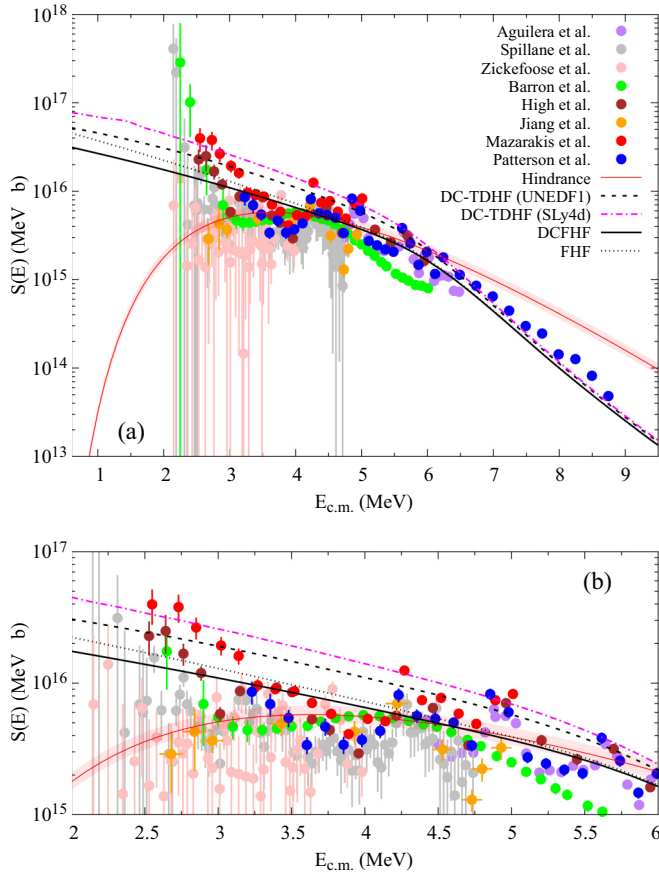 10^18
10^17
10^16
10^15
10^14
10^13
S(E) (MeV b)
Aguilera et al.
Spillane et al.
Zickefoose et al.
Barron et al.
High et al.
Jiang et al.
Mazarakis et al.
Patterson et al.
Hindrance
DC-TDHF (UNEDF1)
DC-TDHF (SLy4d)
DCFHF
FHF
(a)
1 2 3 4 5 6 7 8 9
E_c.m. (MeV)
10^17
10^16
10^15
S(E) (MeV b)
(b)
2 2.5 3 3.5 4 4.5 5 5.5 6
E_c.m. (MeV)